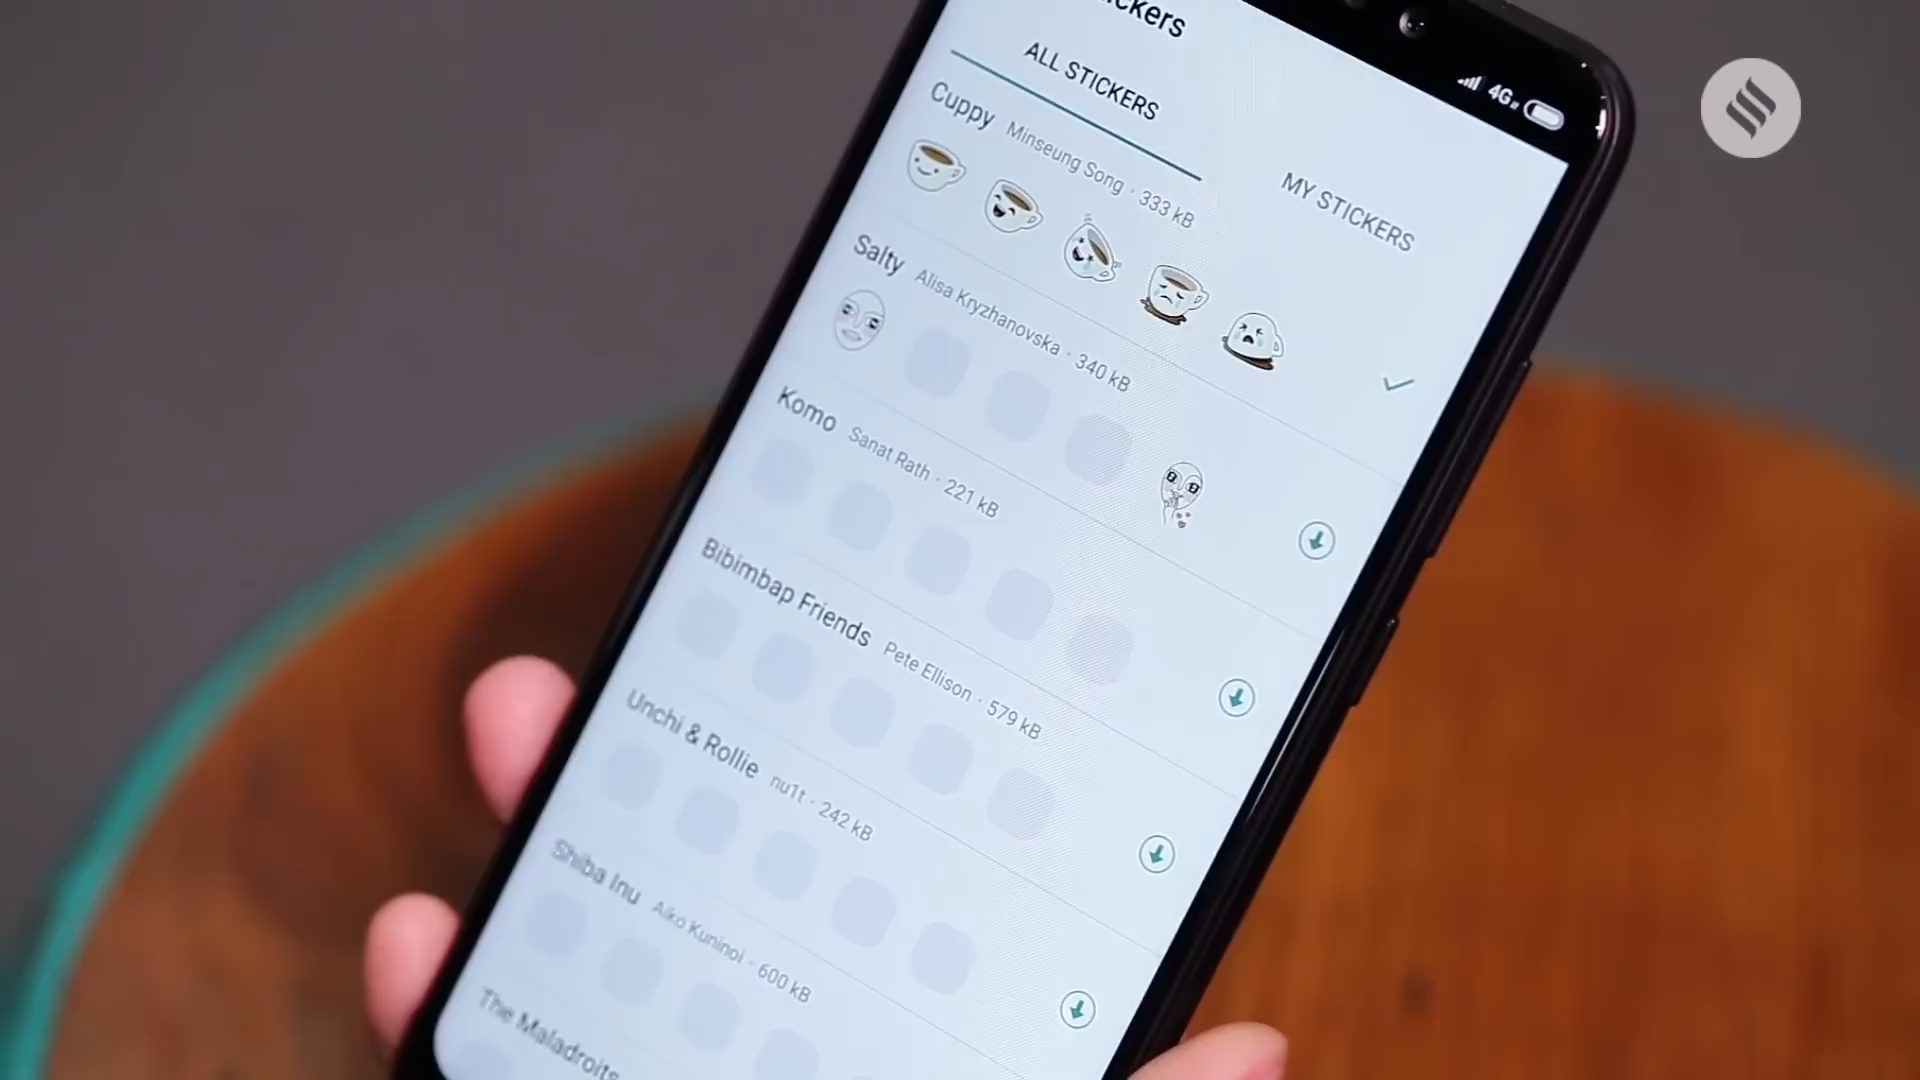 ALL STICKERS
MY STICKERS
4G
Cuppy Minseung Song · 333 kB
Salty Alisa Kryzhanovska · 340 kB
Komo Sanat Rath · 221 kB
Bibimbap Friends Pete Ellison · 579 kB
Unchi & Rollie nu1t · 242 kB
Shiba Inu Aiko Kuninoi · 600 kB
The Maladroits